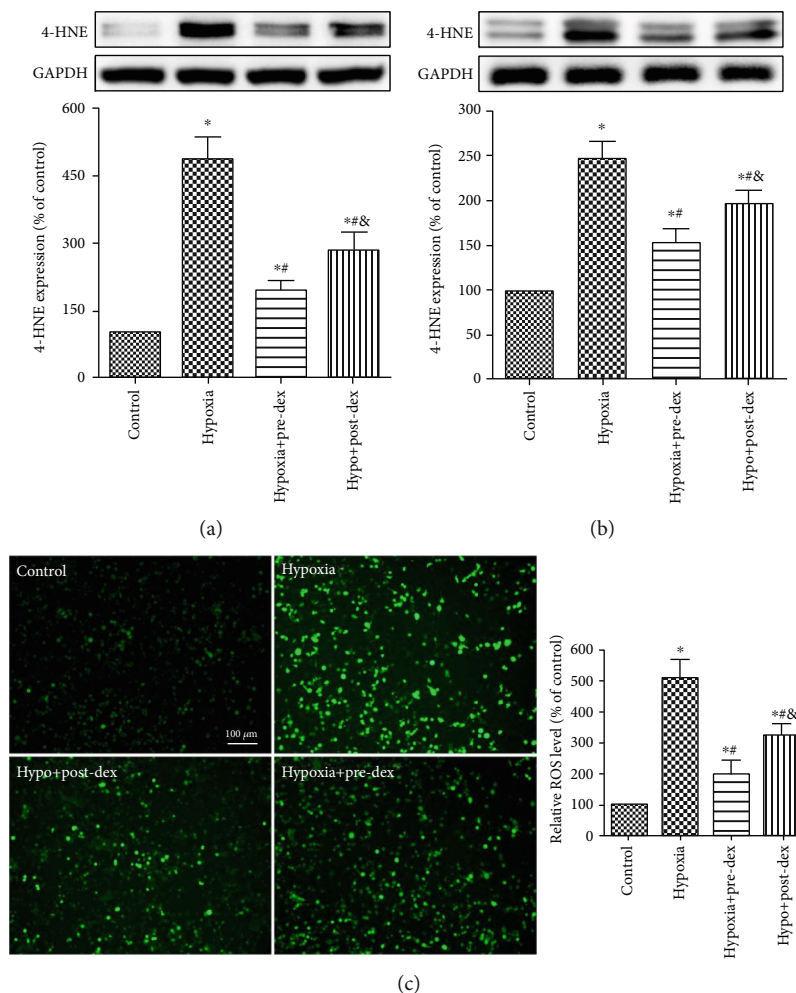 4-HNE
GAPDH
600
450
300
150
0
4-HNE expression (% of control)
*
*#
*#&
Control
Hypoxia
Hypoxia+pre-dex
Hypo+post-dex
(a)
4-HNE
GAPDH
300
250
200
150
100
50
0
4-HNE expression (% of control)
*
*#
*#&
Control
Hypoxia
Hypoxia+pre-dex
Hypo+post-dex
(b)
Control
100 μm
Hypoxia
Hypo+post-dex
Hypoxia+pre-dex
600
500
400
300
200
100
0
Relative ROS level (% of control)
*
*#
*#&
Control
Hypoxia
Hypoxia+pre-dex
Hypo+post-dex
(c)